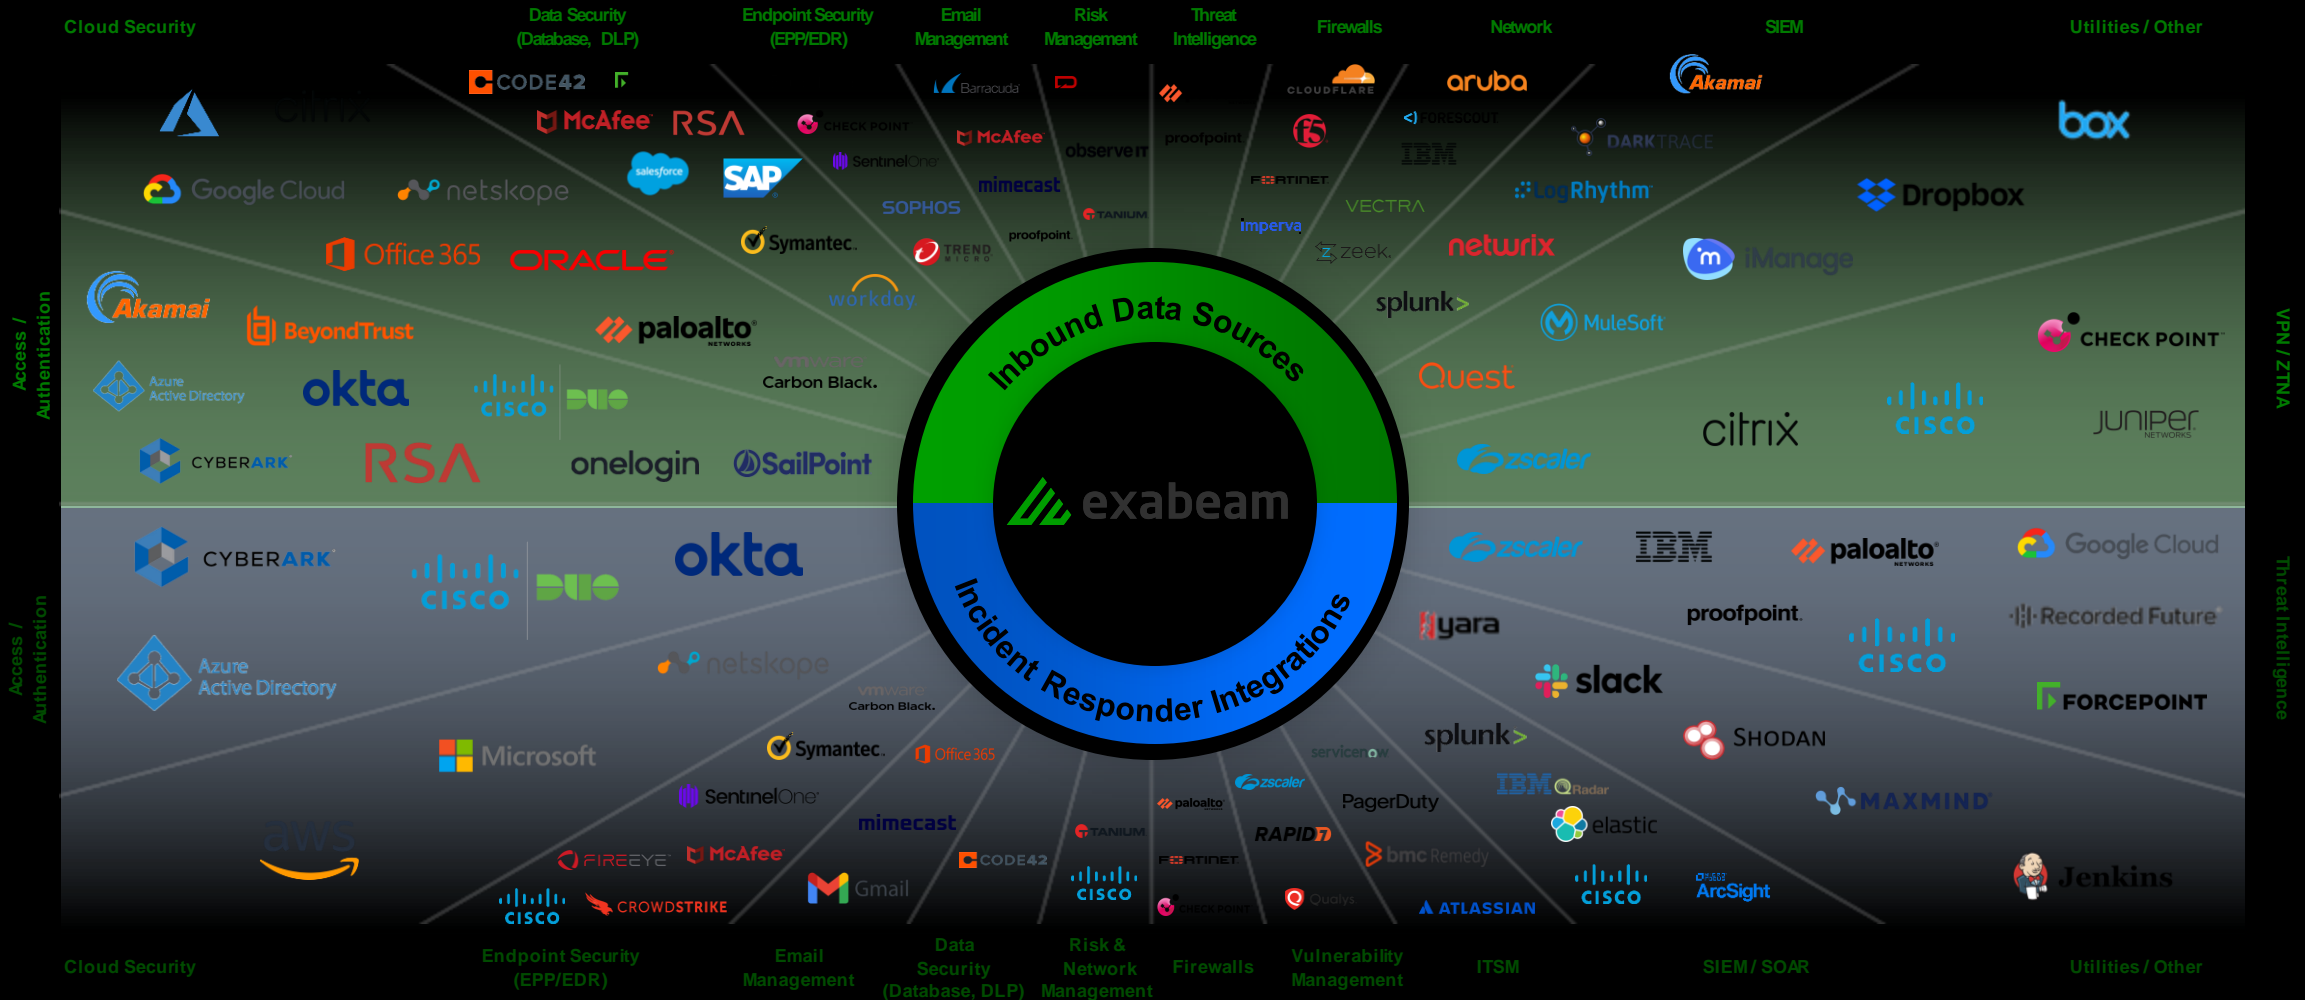 Cloud Security
Data Security
(Database, DLP)
Endpoint Security
(EPP/EDR)
Email
Management
Risk
Management
Threat
Intelligence
Firewalls
Network
SIEM
Utilities / Other
Access /
Authentication
VPN / ZTNA
citrix
CODE42
McAfee
RSA
CHECK POINT
Barracuda
McAfee
observeIT
proofpoint.
CLOUDFLARE
f5
aruba
FORESCOUT
IBM
Akamai
DARKTRACE
box
Google Cloud
netskope
salesforce
SAP
SentinelOne
SOPHOS
mimecast
TANIUM
proofpoint.
FORTINET
imperva
VECTRA
LogRhythm
Dropbox
Office 365
ORACLE
Symantec.
TREND
MICRO
zeek.
netwrix
iManage
Akamai
BeyondTrust
paloalto
NETWORKS
workday
splunk>
MuleSoft
CHECK POINT
Azure
Active Directory
okta
CISCO
DUO
vmware
Carbon Black.
Quest
citrix
CISCO
JUNIPER
NETWORKS
CYBERARK
RSA
onelogin
SailPoint
zscaler
Inbound Data Sources
exabeam
Incident Responder Integrations
CYBERARK
CISCO
DUO
okta
zscaler
IBM
paloalto
NETWORKS
Google Cloud
yara
proofpoint.
CISCO
Recorded Future
Azure
Active Directory
netskope
vmware
Carbon Black.
slack
FORCEPOINT
Microsoft
Symantec.
Office 365
servicenow
splunk>
SHODAN
SentinelOne
mimecast
paloalto
zscaler
PagerDuty
IBM
QRadar
MAXMIND
aws
FIREEYE
McAfee
CODE42
TANIUM
FORTINET
RAPID7
bmc Remedy
elastic
CISCO
CROWDSTRIKE
Gmail
CISCO
CHECK POINT
Qualys
ATLASSIAN
CISCO
ArcSight
Jenkins
Access /
Authentication
Threat Intelligence
Cloud Security
Endpoint Security
(EPP/EDR)
Email
Management
Data
Security
(Database, DLP)
Risk &
Network
Management
Firewalls
Vulnerability
Management
ITSM
SIEM / SOAR
Utilities / Other